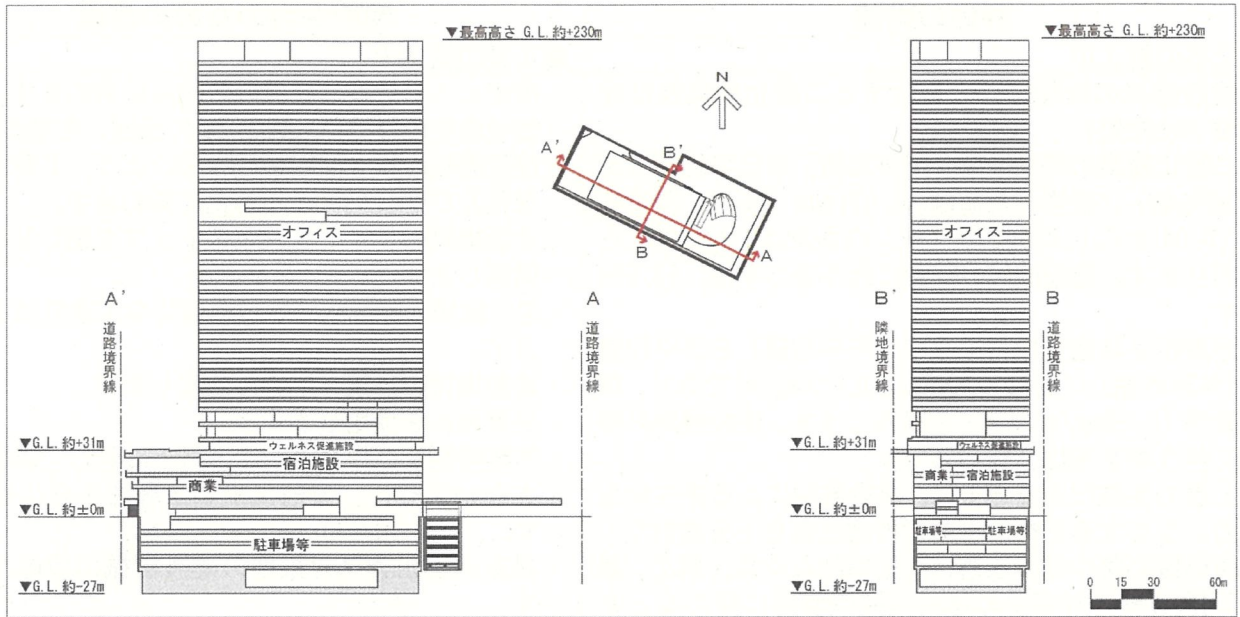 ▼最高高さ G.L.約+230m
▼最高高さ G.L.約+230m
N
A'
B'
B
A
オフィス
オフィス
A'
道路境界線
A
道路境界線
B'
隣地境界線
B
道路境界線
▼G.L.約+31m
ウェルネス促進施設
宿泊施設
商業
▼G.L.約±0m
駐車場等
▼G.L.約-27m
▼G.L.約+31m
ウェルネス促進施設
商業 宿泊施設
▼G.L.約±0m
駐車場等 駐車場等
▼G.L.約-27m
0 15 30 60m